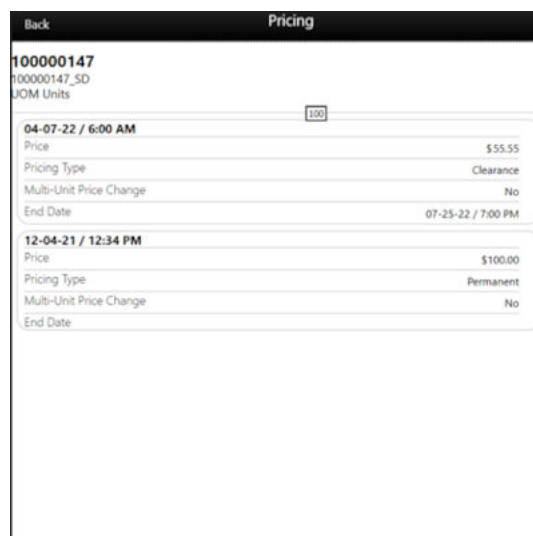 Back Pricing
100000147
100000147_SD
UOM Units
100
04-07-22 / 6:00 AM
Price $55.55
Pricing Type Clearance
Multi-Unit Price Change No
End Date 07-25-22 / 7:00 PM
12-04-21 / 12:34 PM
Price $100.00
Pricing Type Permanent
Multi-Unit Price Change No
End Date